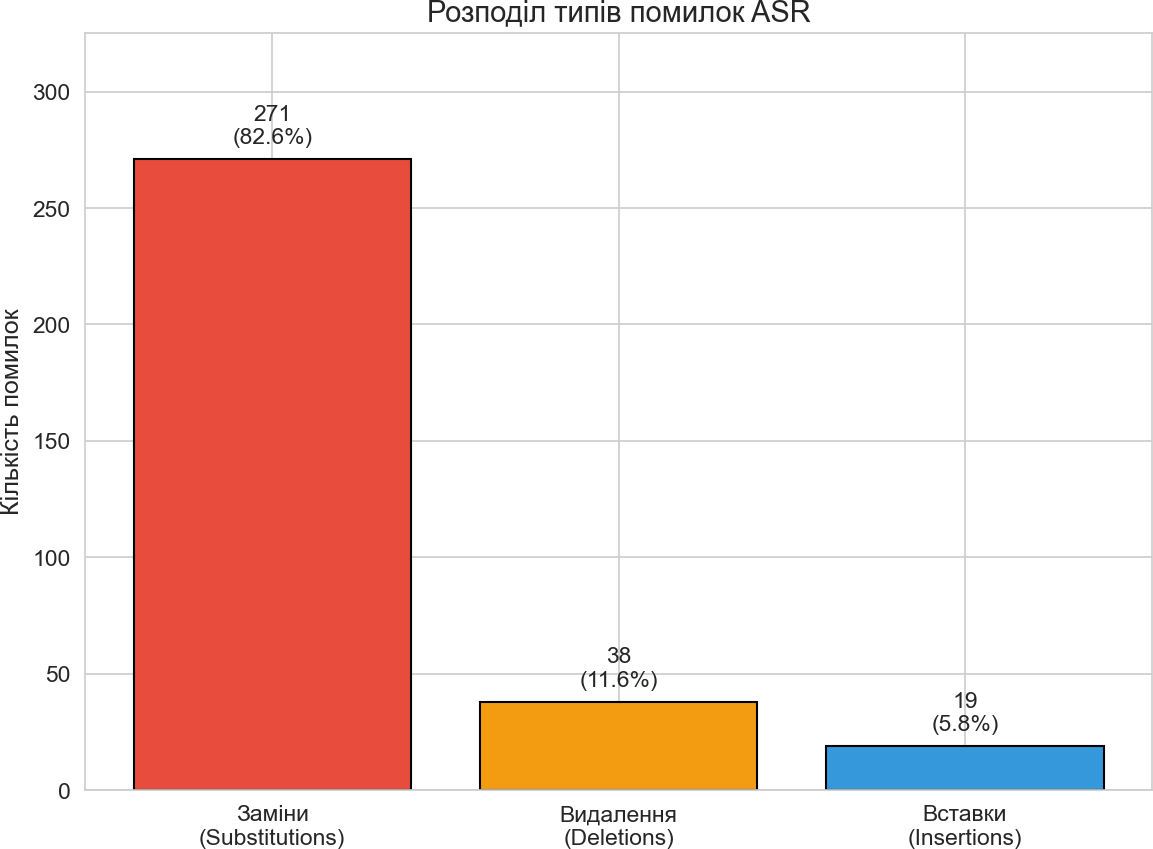 Розподіл типів помилок ASR
Кількість помилок
300
250
200
150
100
50
0
271
(82.6%)
38
(11.6%)
19
(5.8%)
Заміни
(Substitutions)
Видалення
(Deletions)
Вставки
(Insertions)